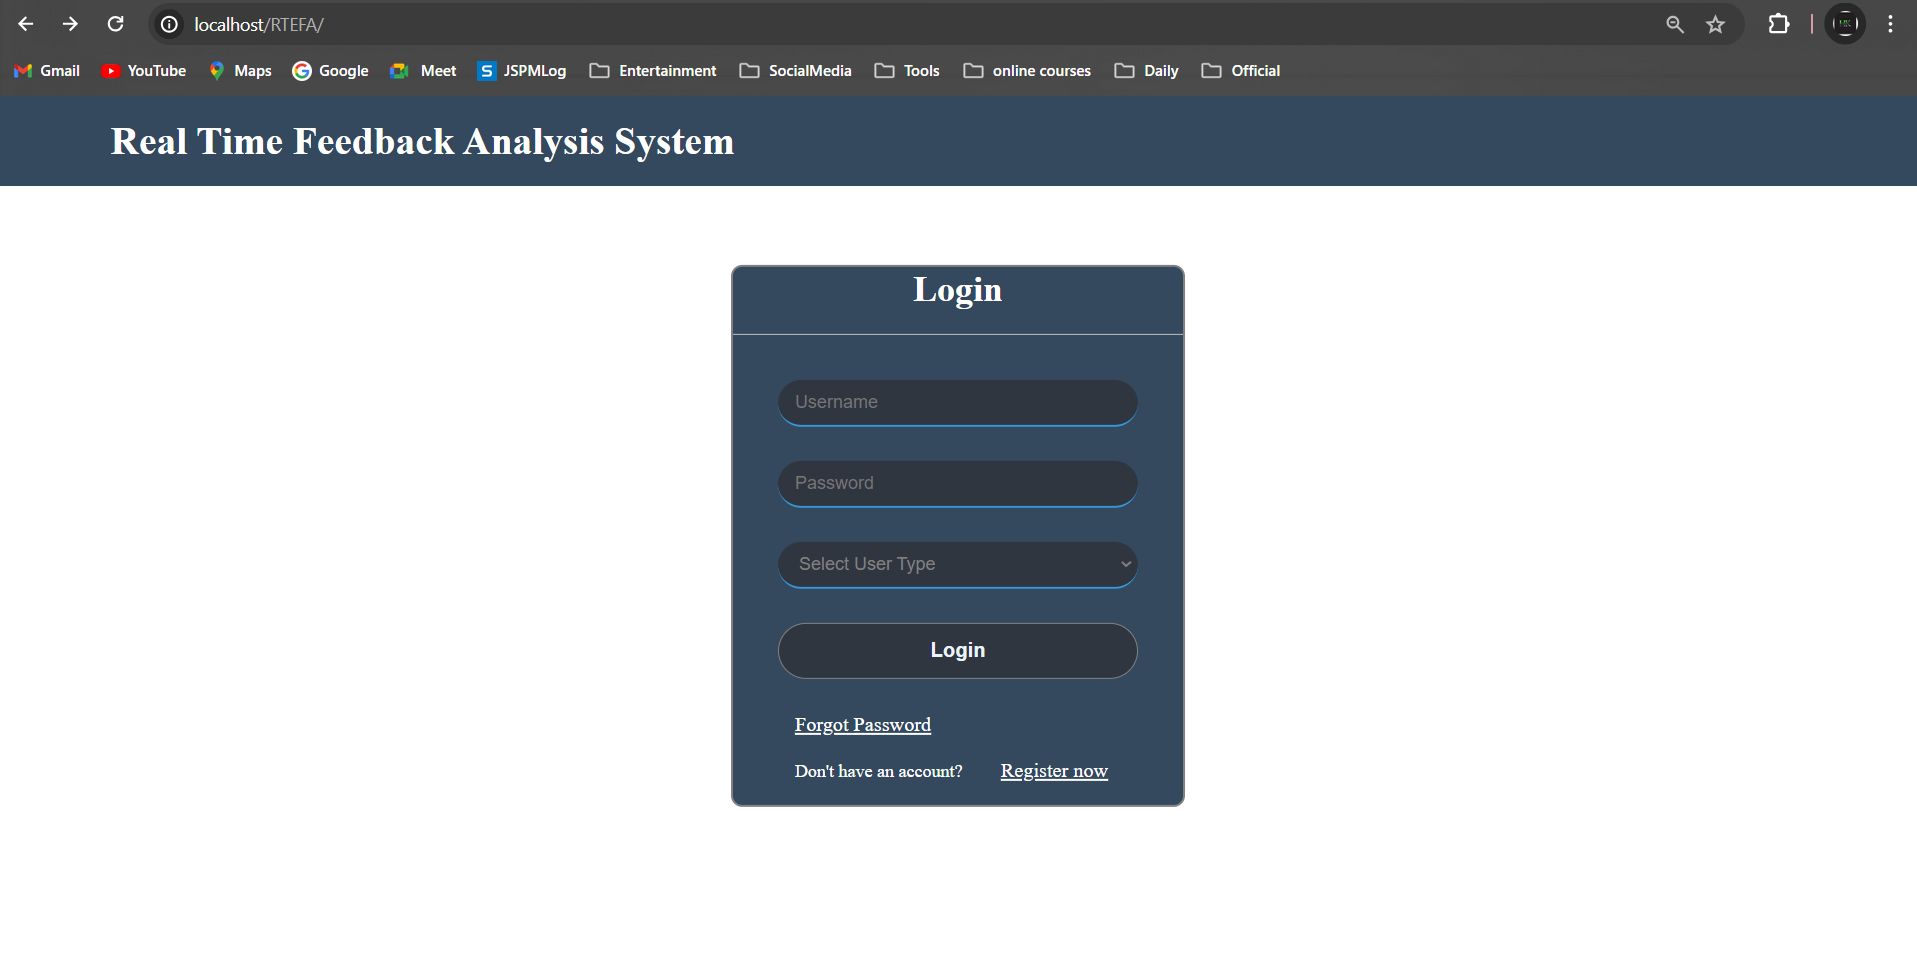 localhost/RTEFA/
Gmail YouTube Maps Google Meet JSPMLog Entertainment SocialMedia Tools online courses Daily Official
Real Time Feedback Analysis System
Login
Username
Password
Select User Type
Login
Forgot Password
Don't have an account? Register now